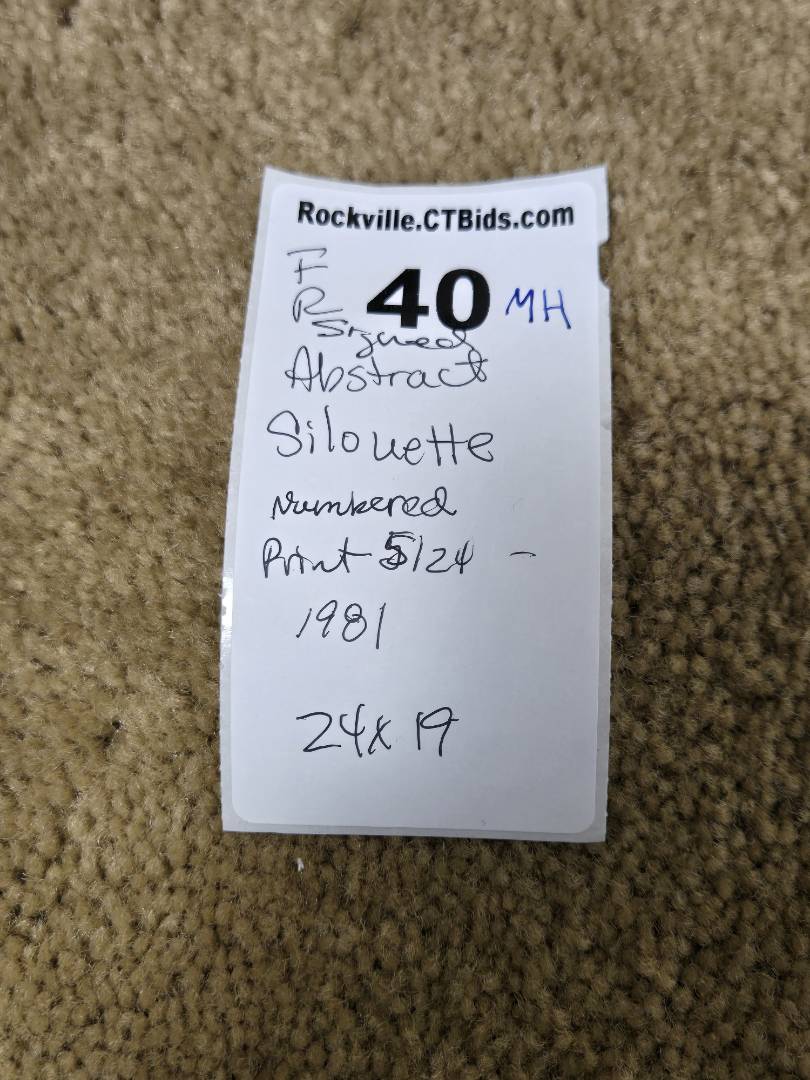 Rockville.CTBids.com
F
R 40 MH
Signed
Abstract
Silouette
Numbered
Print 5/24 -
1981
24x19